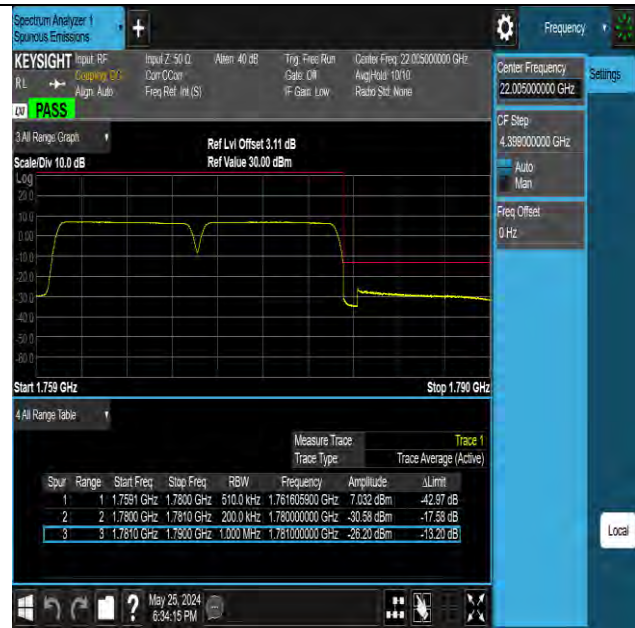 Spectrum Analyzer 1
Spurious Emissions
+
Frequency
KEYSIGHT Input: RF Input Z: 50 Ω Atten: 40 dB Trig: Free Run Center Freq: 22.005000000 GHz
RL Coupling: DC Corr CCorr Gate: Off Avg|Hold: 10/10
Align: Auto Freq Ref: Int (S) IF Gain: Low Radio Std: None
LXI PASS
Center Frequency
22.005000000 GHz
Settings
CF Step
4.399000000 GHz
Auto
Man
Freq Offset
0 Hz
3 All Range Graph
Ref Lvl Offset 3.11 dB
Scale/Div 10.0 dB Ref Value 30.00 dBm
Log
20.0
10.0
0.00
-10.0
-20.0
-30.0
-40.0
-50.0
-60.0
Start 1.759 GHz Stop 1.790 GHz
4 All Range Table
Measure Trace Trace 1
Trace Type Trace Average (Active)
Spur Range Start Freq Stop Freq RBW Frequency Amplitude ΔLimit
1 1 1.7591 GHz 1.7800 GHz 510.0 kHz 1.761605900 GHz 7.032 dBm -42.97 dB
2 2 1.7800 GHz 1.7810 GHz 200.0 kHz 1.780000000 GHz -30.58 dBm -17.58 dB
3 3 1.7810 GHz 1.7900 GHz 1.000 MHz 1.781000000 GHz -26.20 dBm -13.20 dB
Local
? May 25, 2024
6:34:15 PM